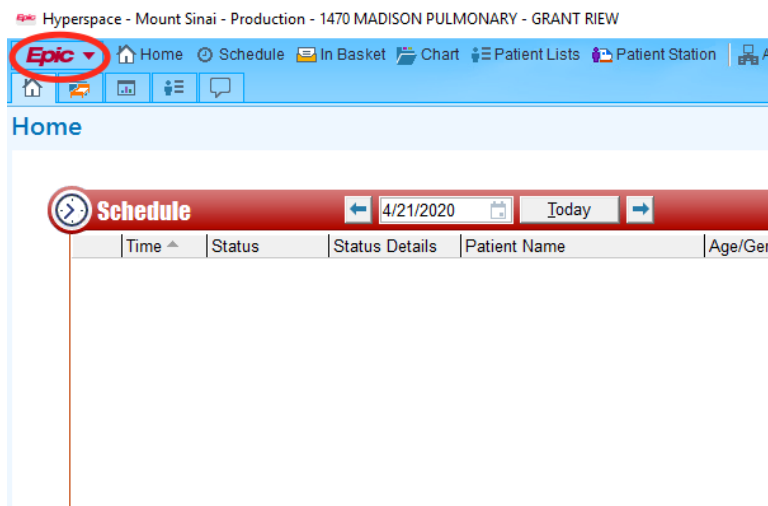 Epic Hyperspace - Mount Sinai - Production - 1470 MADISON PULMONARY - GRANT RIEW
Epic Home Schedule In Basket Chart Patient Lists Patient Station A
Home
Schedule 4/21/2020 Today
Time Status Status Details Patient Name Age/Ger